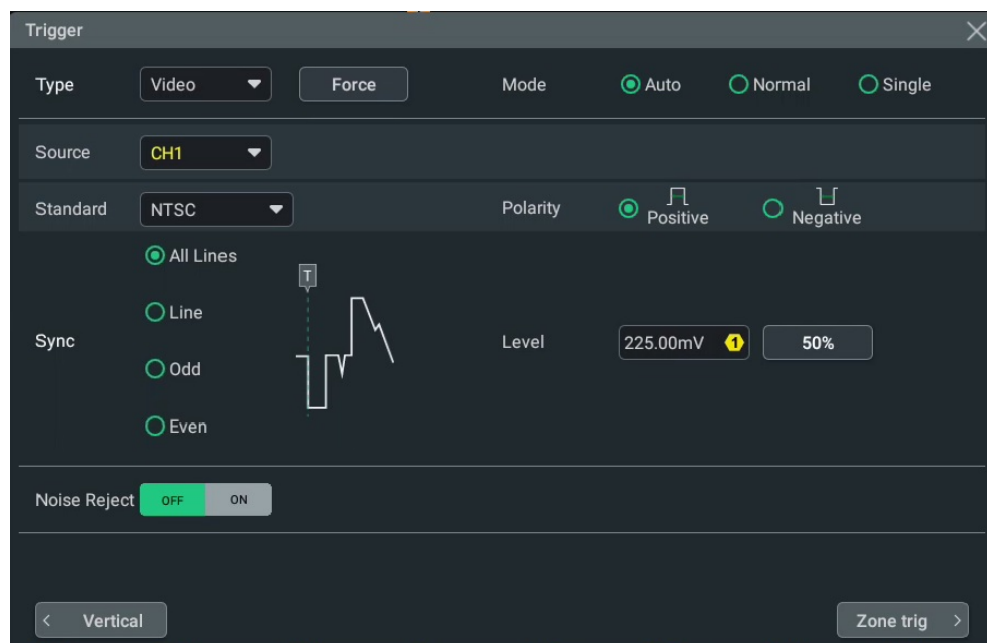 Trigger
Type Video Force Mode Auto Normal Single
Source CH1
Standard NTSC Polarity Positive Negative
All Lines
T
Line
Sync Level 225.00mV 1 50%
Odd
Even
Noise Reject OFF ON
< Vertical Zone trig >